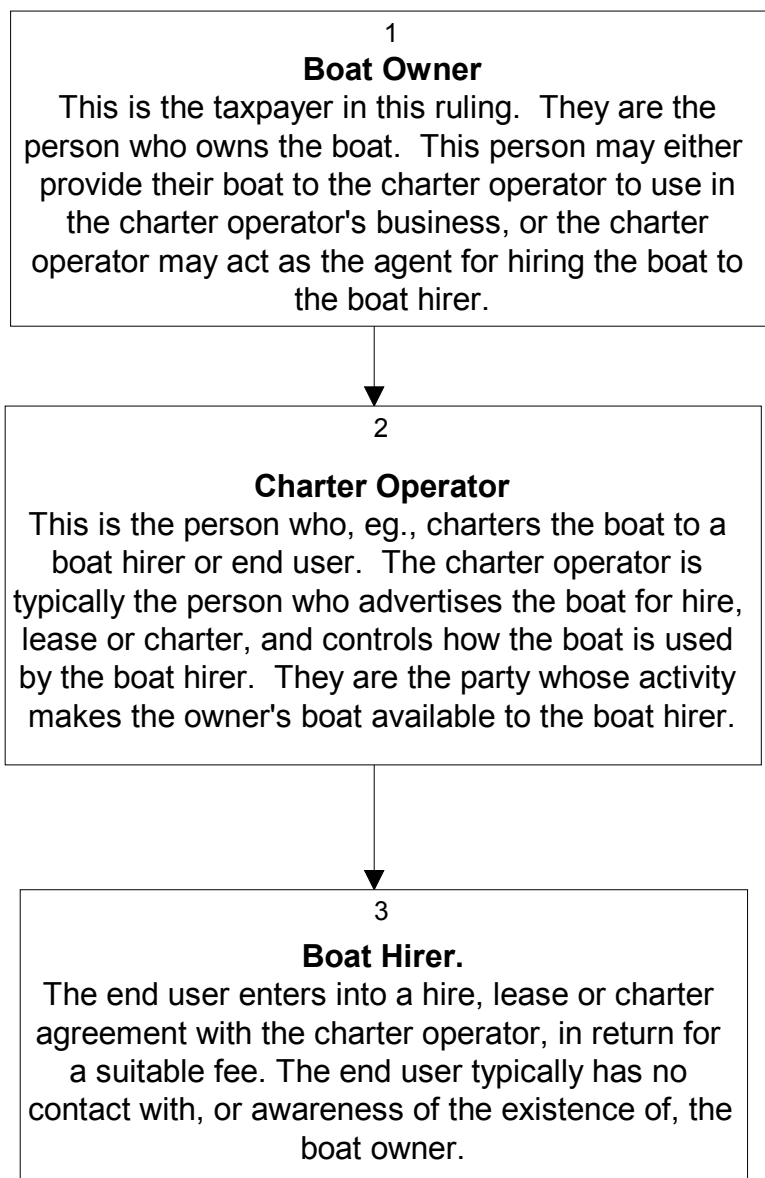 1
Boat Owner
This is the taxpayer in this ruling.  They are the
person who owns the boat.  This person may either
provide their boat to the charter operator to use in
the charter operator's business, or the charter
operator may act as the agent for hiring the boat to
the boat hirer.
2
Charter Operator
This is the person who, eg., charters the boat to a
boat hirer or end user.  The charter operator is
typically the person who advertises the boat for hire,
lease or charter, and controls how the boat is used
by the boat hirer.  They are the party whose activity
makes the owner's boat available to the boat hirer.
3
Boat Hirer.
The end user enters into a hire, lease or charter
agreement with the charter operator, in return for
a suitable fee. The end user typically has no
contact with, or awareness of the existence of, the
boat owner.